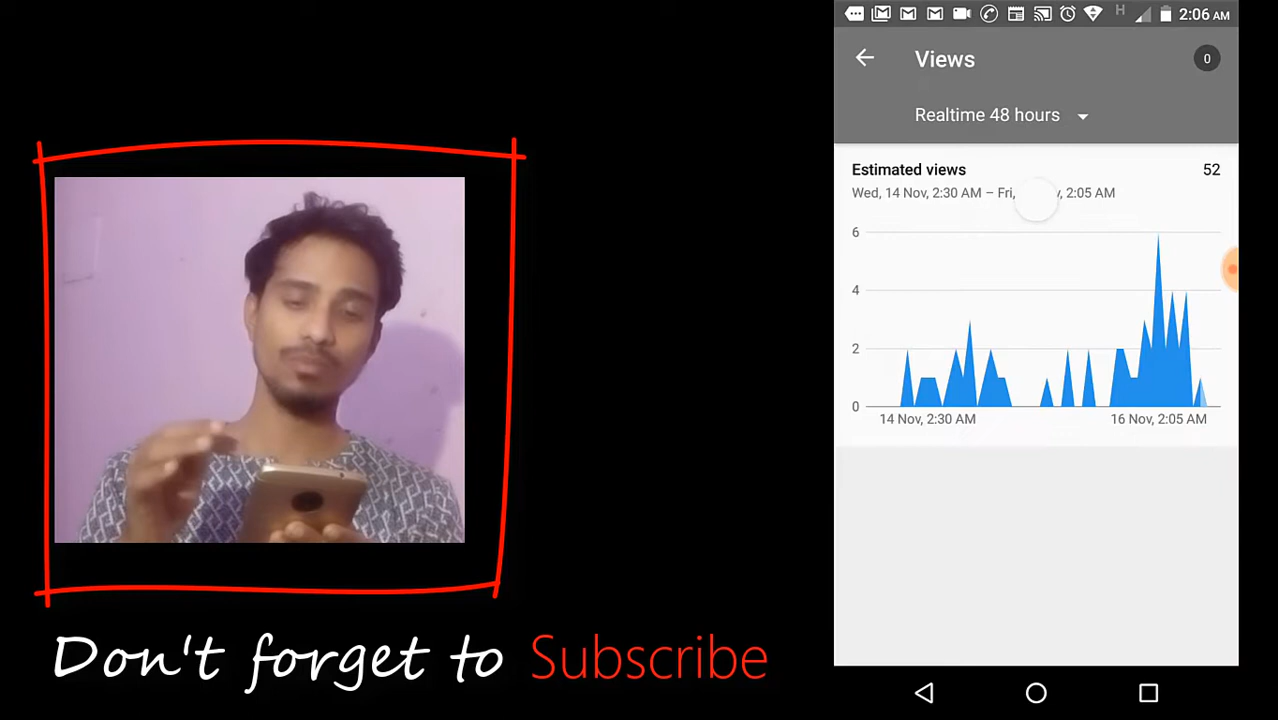 2:06 AM
Views
0
Realtime 48 hours
Estimated views 52
Wed, 14 Nov, 2:30 AM – Fri, 2:05 AM
6
4
2
0
14 Nov, 2:30 AM 16 Nov, 2:05 AM
Don't forget to Subscribe